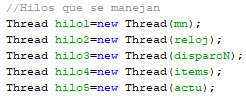 //Hilos que se manejan
Thread hilo1=new Thread(mn);
Thread hilo2=new Thread(reloj);
Thread hilo3=new Thread(disparoN);
Thread hilo4=new Thread(items);
Thread hilo5=new Thread(actu);